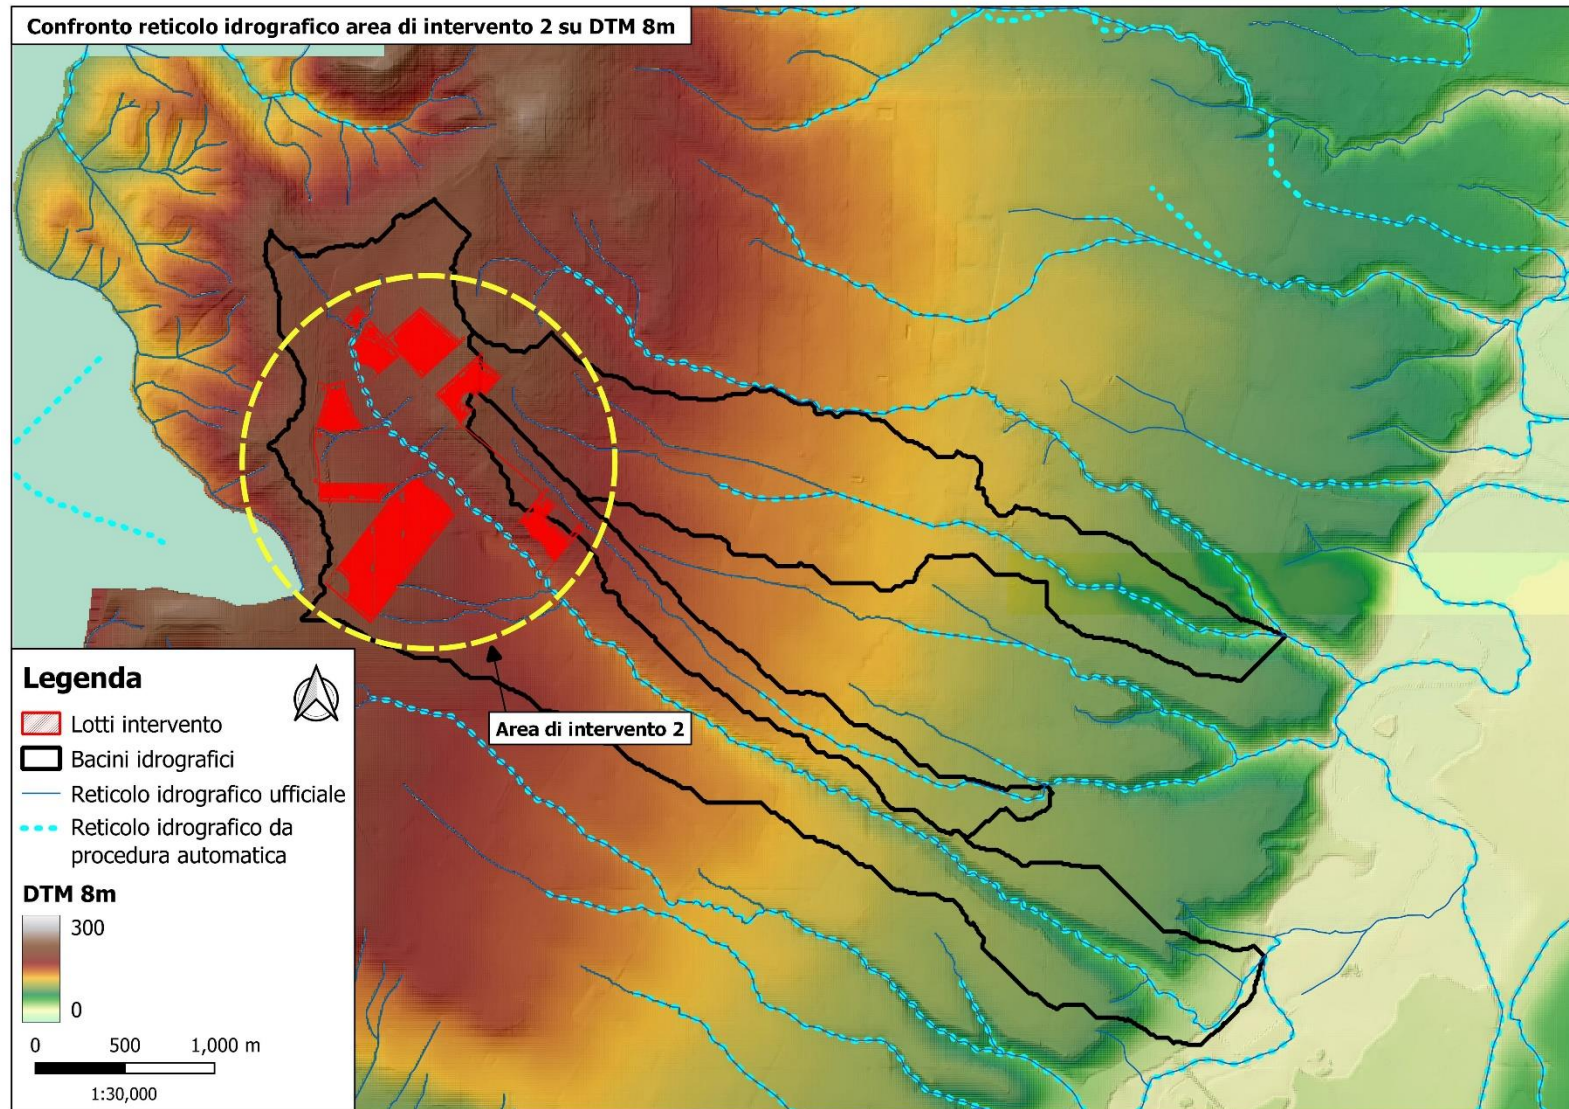 Confronto reticolo idrografico area di intervento 2 su DTM 8m
Area di intervento 2
Legenda
Lotti intervento
Bacini idrografici
Reticolo idrografico ufficiale
Reticolo idrografico da
procedura automatica
DTM 8m
300
0
0 500 1,000 m
1:30,000